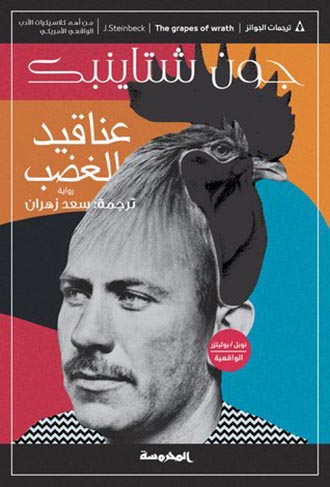 ترجمات الجوائز | The grapes of wrath | J.Steinbeck | من أهم كلاسيكيات الأدب
الواقعي الأمريكي
جون شتاينبك
عناقيد
الغضب
رواية
ترجمة: سعد زهران
نوبل/بوليتزر
الواقعية
المحروسة